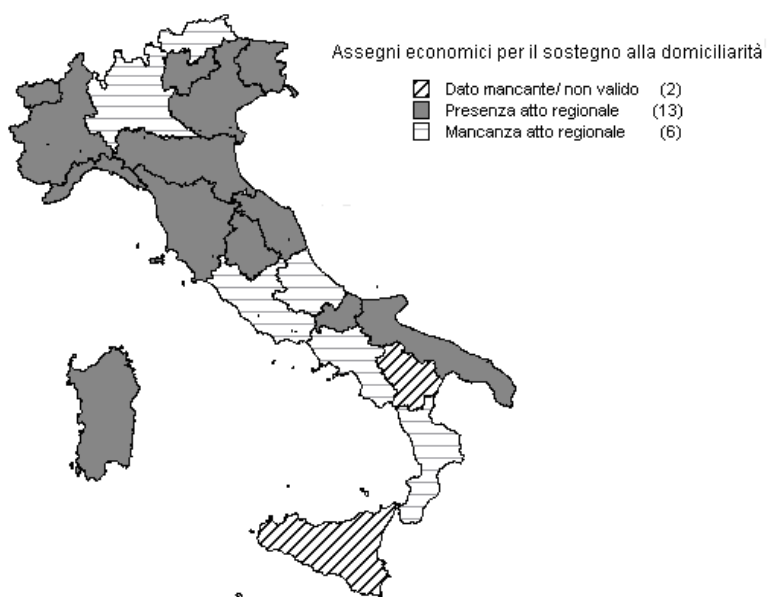 Assegni economici per il sostegno alla domiciliarità
Dato mancante/ non valido (2)
Presenza atto regionale (13)
Mancanza atto regionale (6)